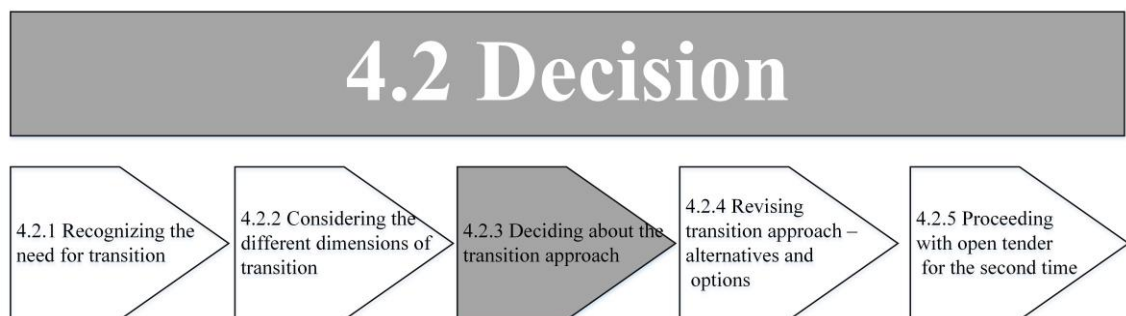 4.2 Decision
4.2.1 Recognizing the
need for transition
4.2.2 Considering the
different dimensions of
transition
4.2.3 Deciding about the
transition approach
4.2.4 Revising
transition approach –
alternatives and
options
4.2.5 Proceeding
with open tender
for the second time